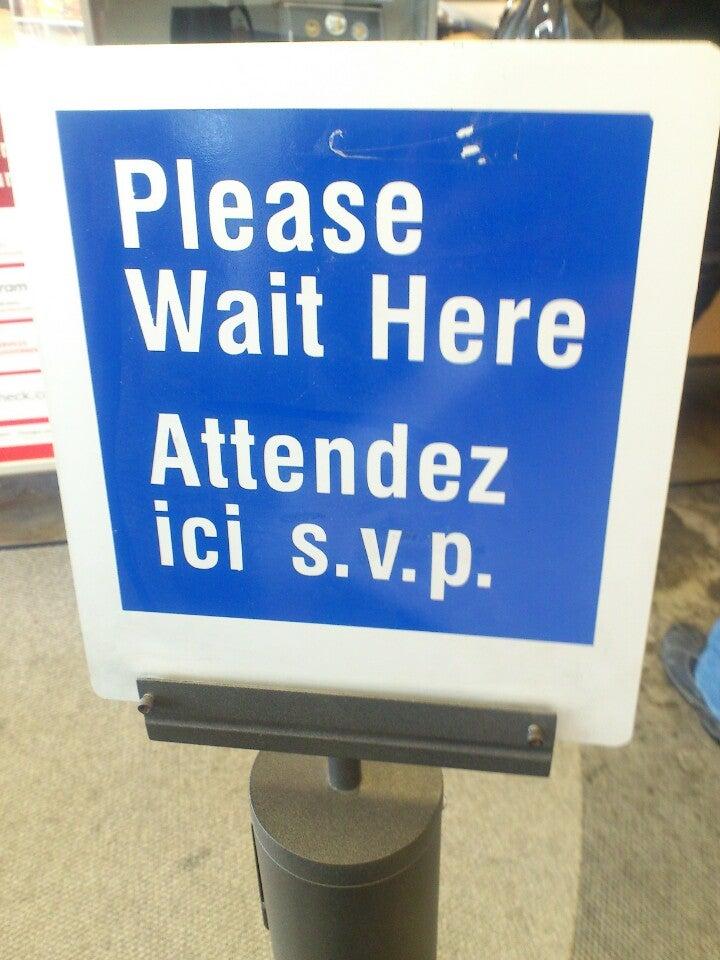 Please
Wait Here
Attendez
ici s.v.p.